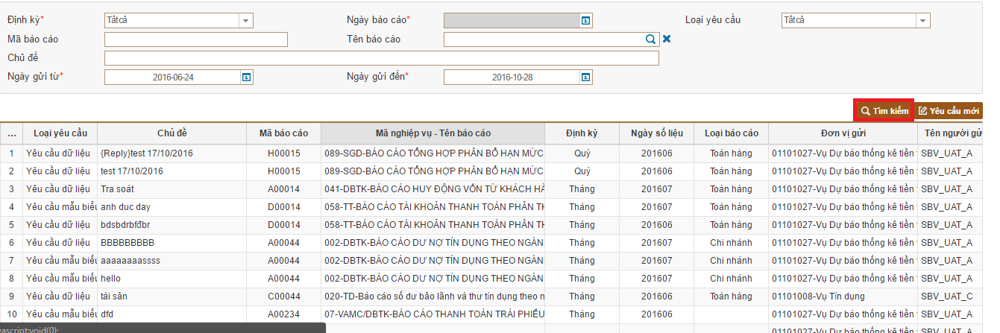 Định kỳ* Tất cả Ngày báo cáo* Loại yêu cầu Tất cả
Mã báo cáo Tên báo cáo
Chủ đề
Ngày gửi từ* 2016-06-24 Ngày gửi đến* 2016-10-28
Tìm kiếm Yêu cầu mới
... Loại yêu cầu Chủ đề Mã báo cáo Mã nghiệp vụ - Tên báo cáo Định kỳ Ngày số liệu Loại báo cáo Đơn vị gửi Tên người gử
1 Yêu cầu dữ liệu {Reply}test 17/10/2016 H00015 089-SGD-BÁO CÁO TỔNG HỢP PHÂN BỔ HẠN MỨC Quý 201606 Toàn hàng 01101027-Vụ Dự báo thống kê tiền SBV_UAT_A
2 Yêu cầu dữ liệu test 17/10/2016 H00015 089-SGD-BÁO CÁO TỔNG HỢP PHÂN BỔ HẠN MỨC Quý 201606 Toàn hàng 01101027-Vụ Dự báo thống kê tiền SBV_UAT_A
3 Yêu cầu dữ liệu Tra soát A00014 041-DBTK-BÁO CÁO HUY ĐỘNG VỐN TỪ KHÁCH HÀ Tháng 201607 Toàn hàng 01101027-Vụ Dự báo thống kê tiền SBV_UAT_A
4 Yêu cầu mẫu biểu anh duc day D00014 058-TT-BÁO CÁO TÀI KHOẢN THANH TOÁN PHÂN TH Tháng 201607 Toàn hàng 01101027-Vụ Dự báo thống kê tiền SBV_UAT_A
5 Yêu cầu dữ liệu bdsbdrbfđbr D00014 058-TT-BÁO CÁO TÀI KHOẢN THANH TOÁN PHÂN TH Tháng 201606 Toàn hàng 01101027-Vụ Dự báo thống kê tiền SBV_UAT_A
6 Yêu cầu dữ liệu BBBBBBBBB A00044 002-DBTK-BÁO CÁO DƯ NỢ TÍN DỤNG THEO NGÀN Tháng 201607 Chi nhánh 01101027-Vụ Dự báo thống kê tiền SBV_UAT_A
7 Yêu cầu mẫu biểu aaaaaaaassss A00044 002-DBTK-BÁO CÁO DƯ NỢ TÍN DỤNG THEO NGÀN Tháng 201607 Chi nhánh 01101027-Vụ Dự báo thống kê tiền SBV_UAT_A
8 Yêu cầu mẫu biểu hello A00044 002-DBTK-BÁO CÁO DƯ NỢ TÍN DỤNG THEO NGÀN Tháng 201607 Chi nhánh 01101027-Vụ Dự báo thống kê tiền SBV_UAT_A
9 Yêu cầu dữ liệu tài sản C00044 020-TD-Báo cáo số dư bảo lãnh và thư tín dụng theo n Tháng 201606 Toàn hàng 01101008-Vụ Tín dụng SBV_UAT_C
10 Yêu cầu mẫu biểu dfd A00234 07-VAMC/DBTK-BÁO CÁO THANH TOÁN TRÁI PHIẾU Tháng 201606 01101027-Vụ Dự báo thống kê tiền SBV_UAT_A
vascript:void(0); 01101027-Vụ Dự báo thống kê tiền SBV_UAT_A